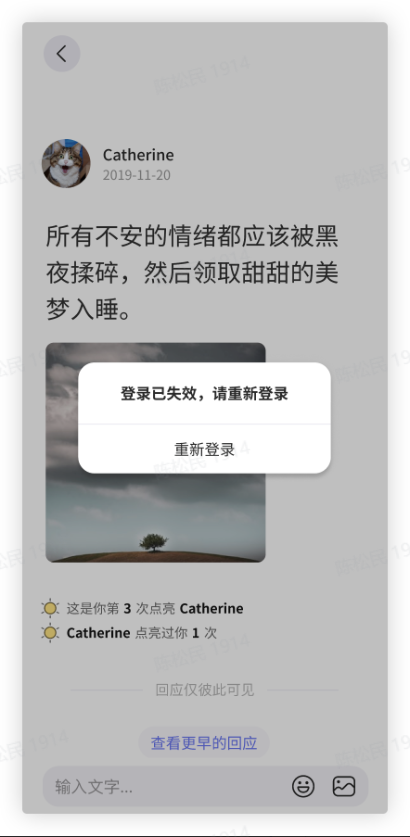 Catherine
2019-11-20
所有不安的情绪都应该被黑
夜揉碎，然后领取甜甜的美
梦入睡。
登录已失效，请重新登录
重新登录
这是你第 3 次点亮 Catherine
Catherine 点亮过你 1 次
回应仅彼此可见
查看更早的回应
输入文字...
陈松民 1914